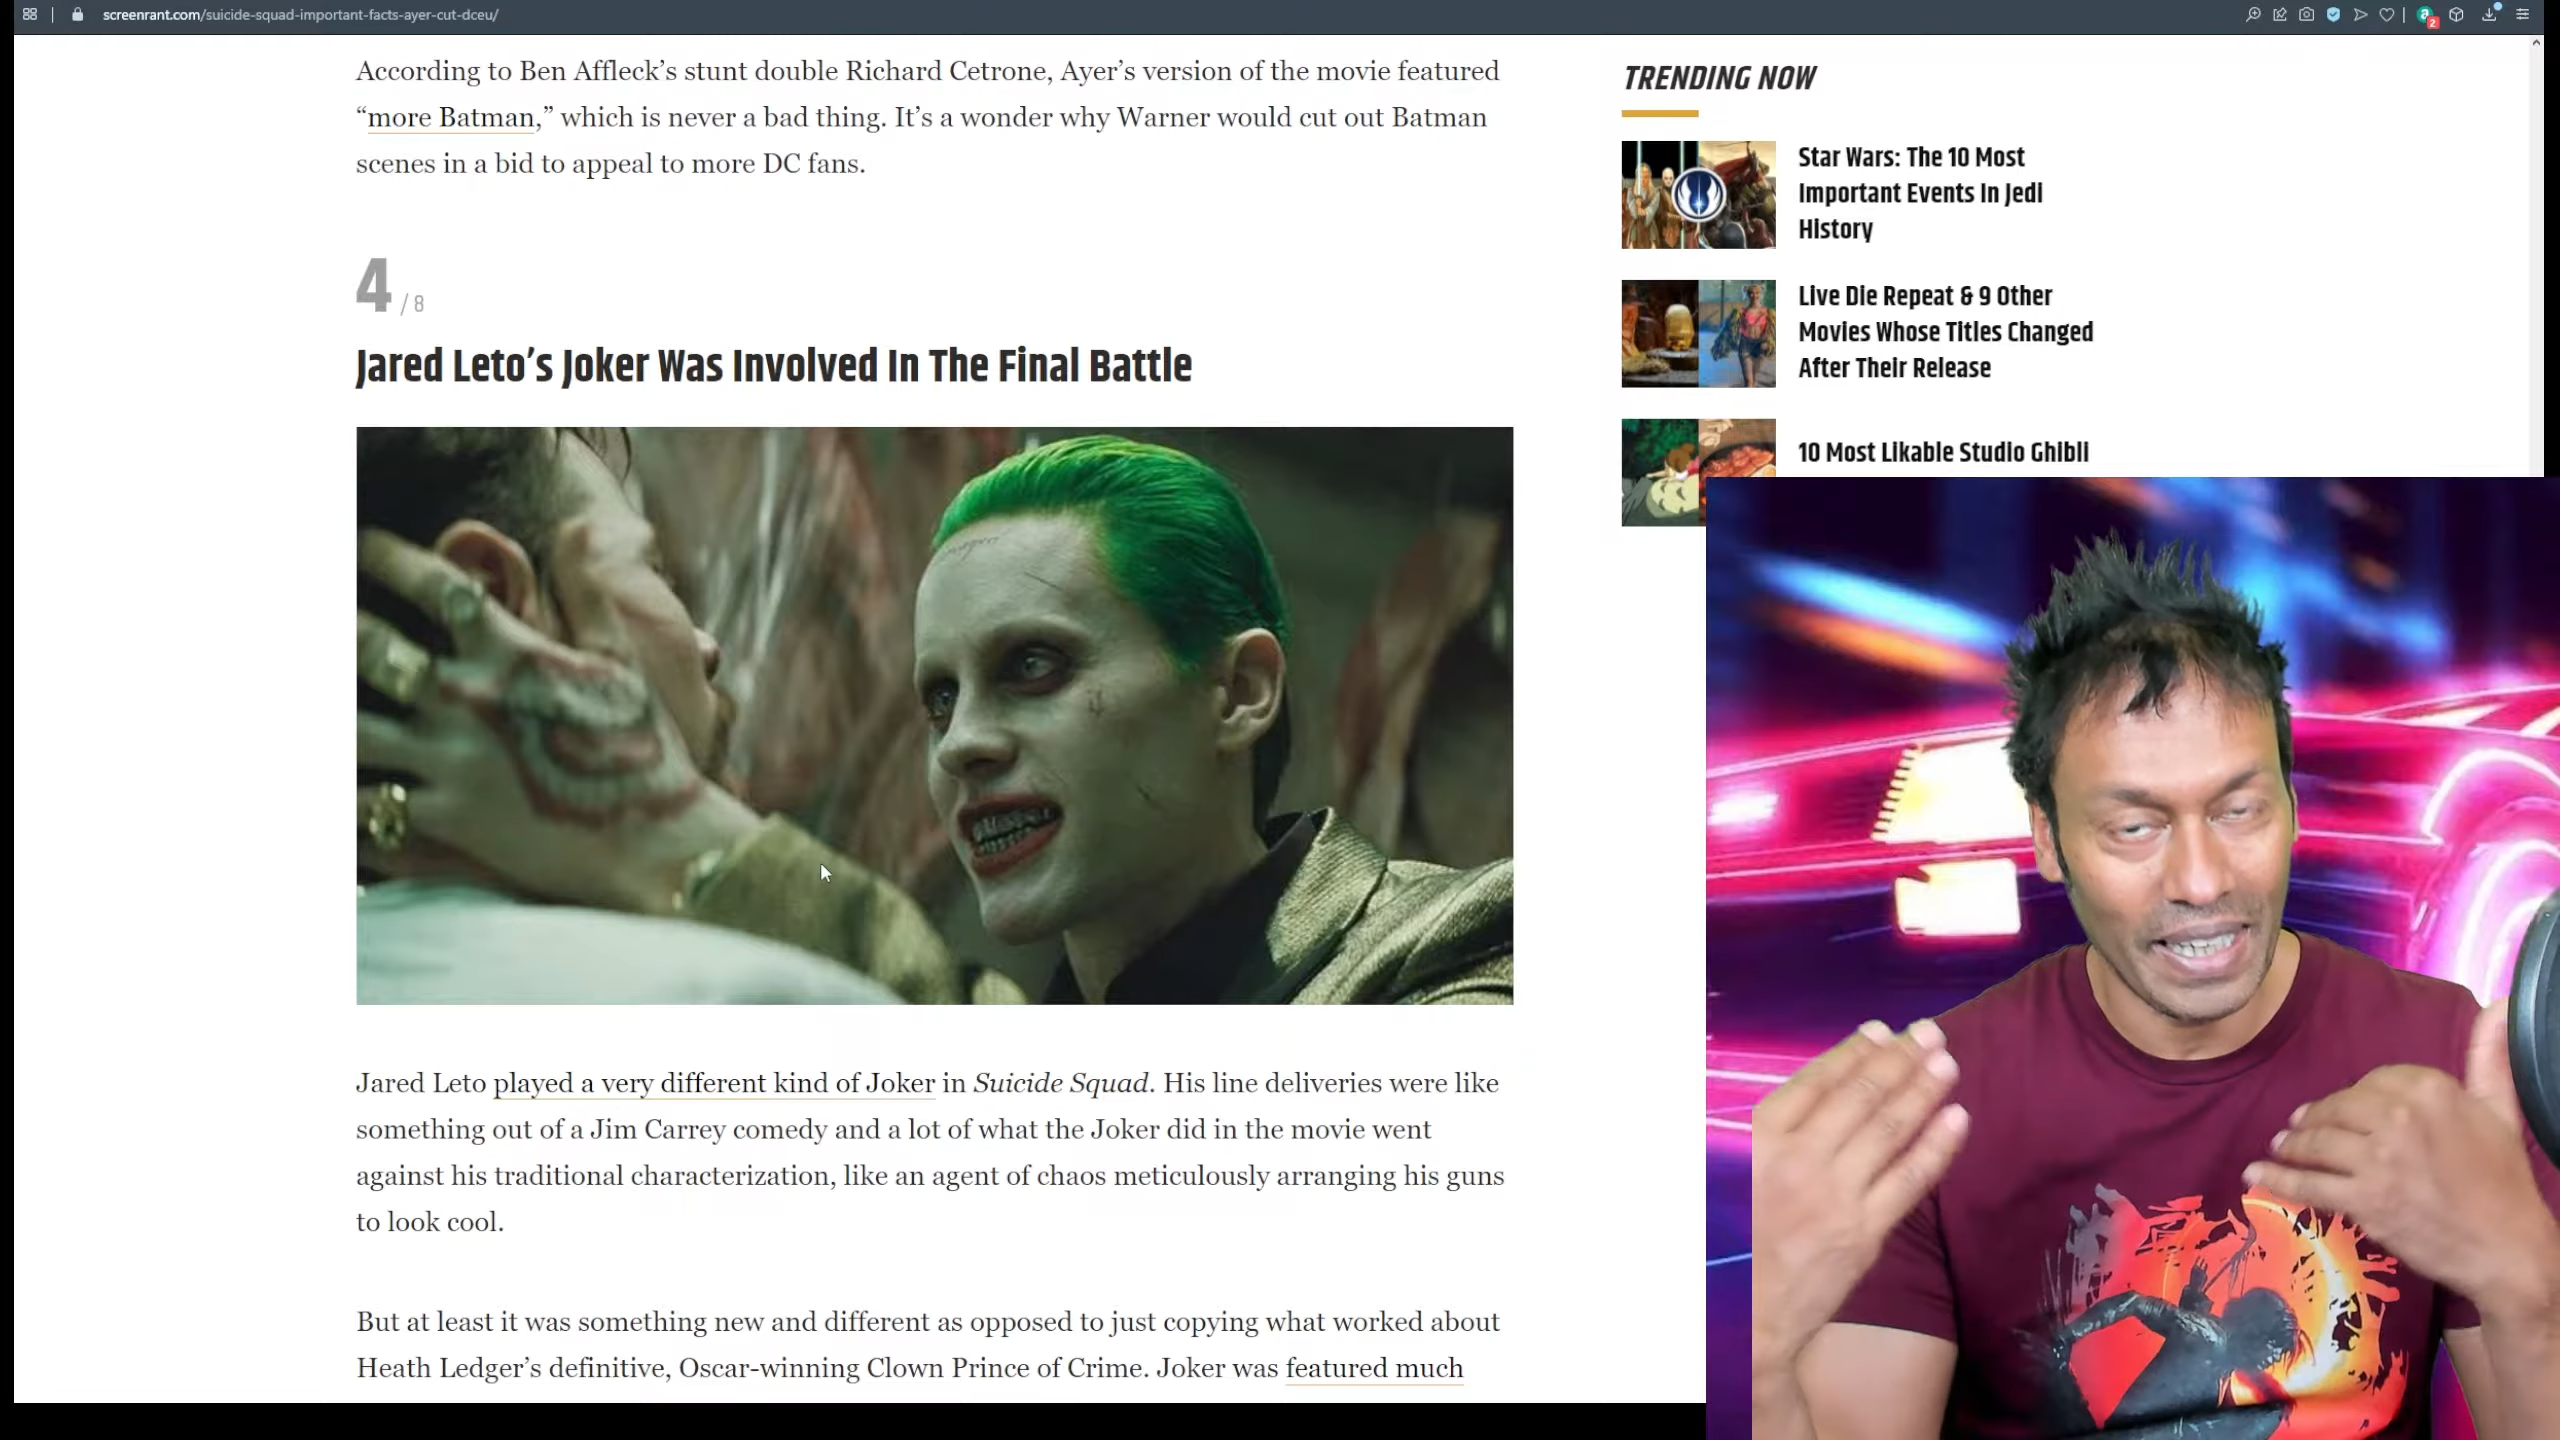 screenrant.com/suicide-squad-important-facts-ayer-cut-dceu/
2
According to Ben Affleck’s stunt double Richard Cetrone, Ayer’s version of the movie featured
“more Batman,” which is never a bad thing. It’s a wonder why Warner would cut out Batman
scenes in a bid to appeal to more DC fans.
4 / 8
Jared Leto’s Joker Was Involved In The Final Battle
Jared Leto played a very different kind of Joker in Suicide Squad. His line deliveries were like
something out of a Jim Carrey comedy and a lot of what the Joker did in the movie went
against his traditional characterization, like an agent of chaos meticulously arranging his guns
to look cool.
But at least it was something new and different as opposed to just copying what worked about
Heath Ledger’s definitive, Oscar-winning Clown Prince of Crime. Joker was featured much
TRENDING NOW
Star Wars: The 10 Most
Important Events In Jedi
History
Live Die Repeat & 9 Other
Movies Whose Titles Changed
After Their Release
10 Most Likable Studio Ghibli